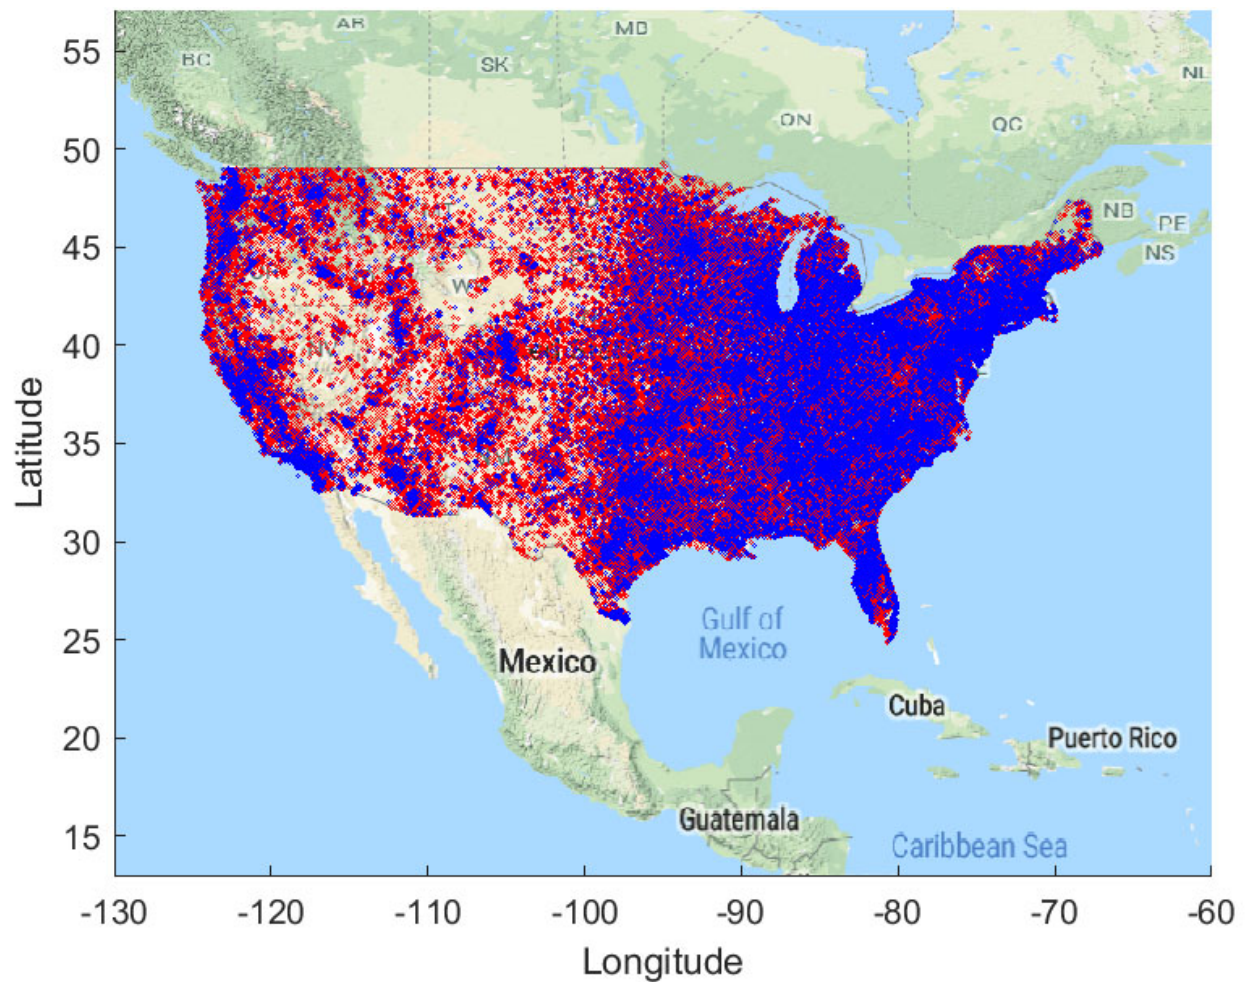 55
50
45
40
35
30
25
20
15
-130
-120
-110
-100
-90
-80
-70
-60
Latitude
Longitude
BC
AB
SK
MB
ON
QC
NL
NB
PE
NS
Gulf of
Mexico
Mexico
Cuba
Puerto Rico
Guatemala
Caribbean Sea